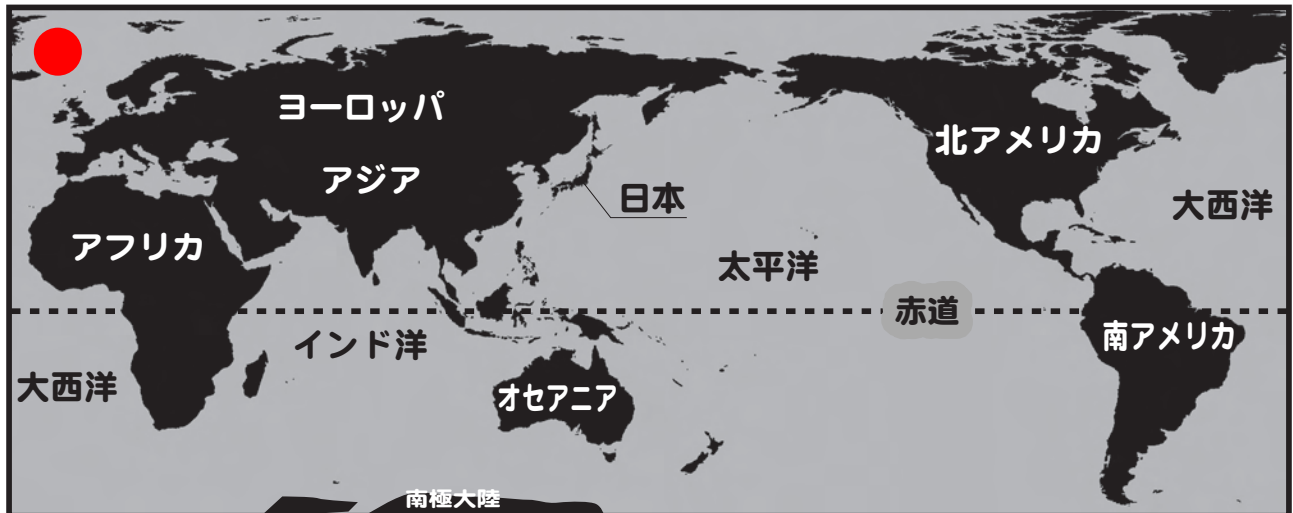 ヨーロッパ
北アメリカ
アジア
日本
大西洋
アフリカ
太平洋
赤道
インド洋
南アメリカ
大西洋
オセアニア
南極大陸